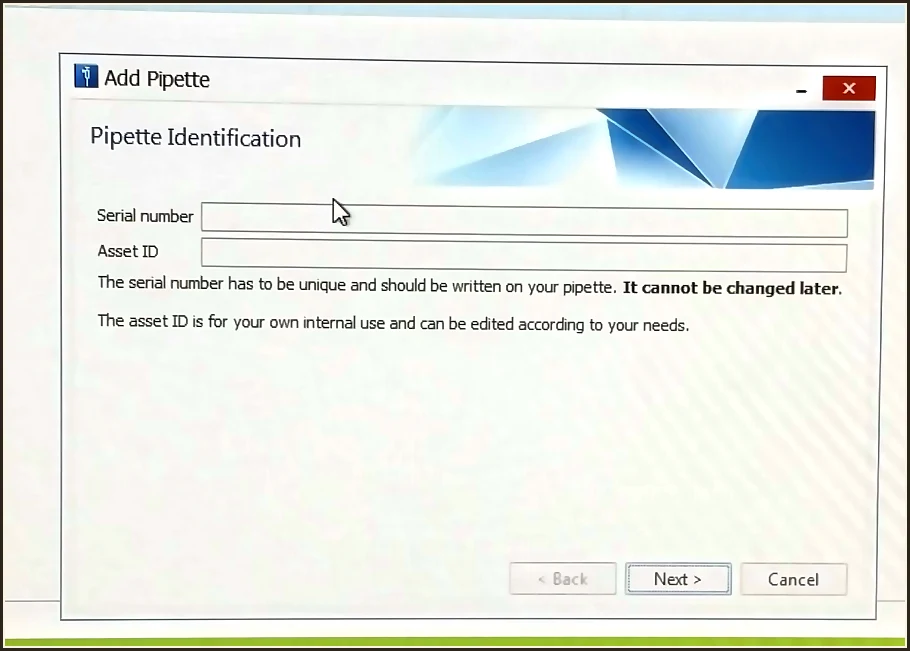 Add Pipette
Pipette Identification
Serial number
Asset ID
The serial number has to be unique and should be written on your pipette. It cannot be changed later.
The asset ID is for your own internal use and can be edited according to your needs.
< Back Next > Cancel